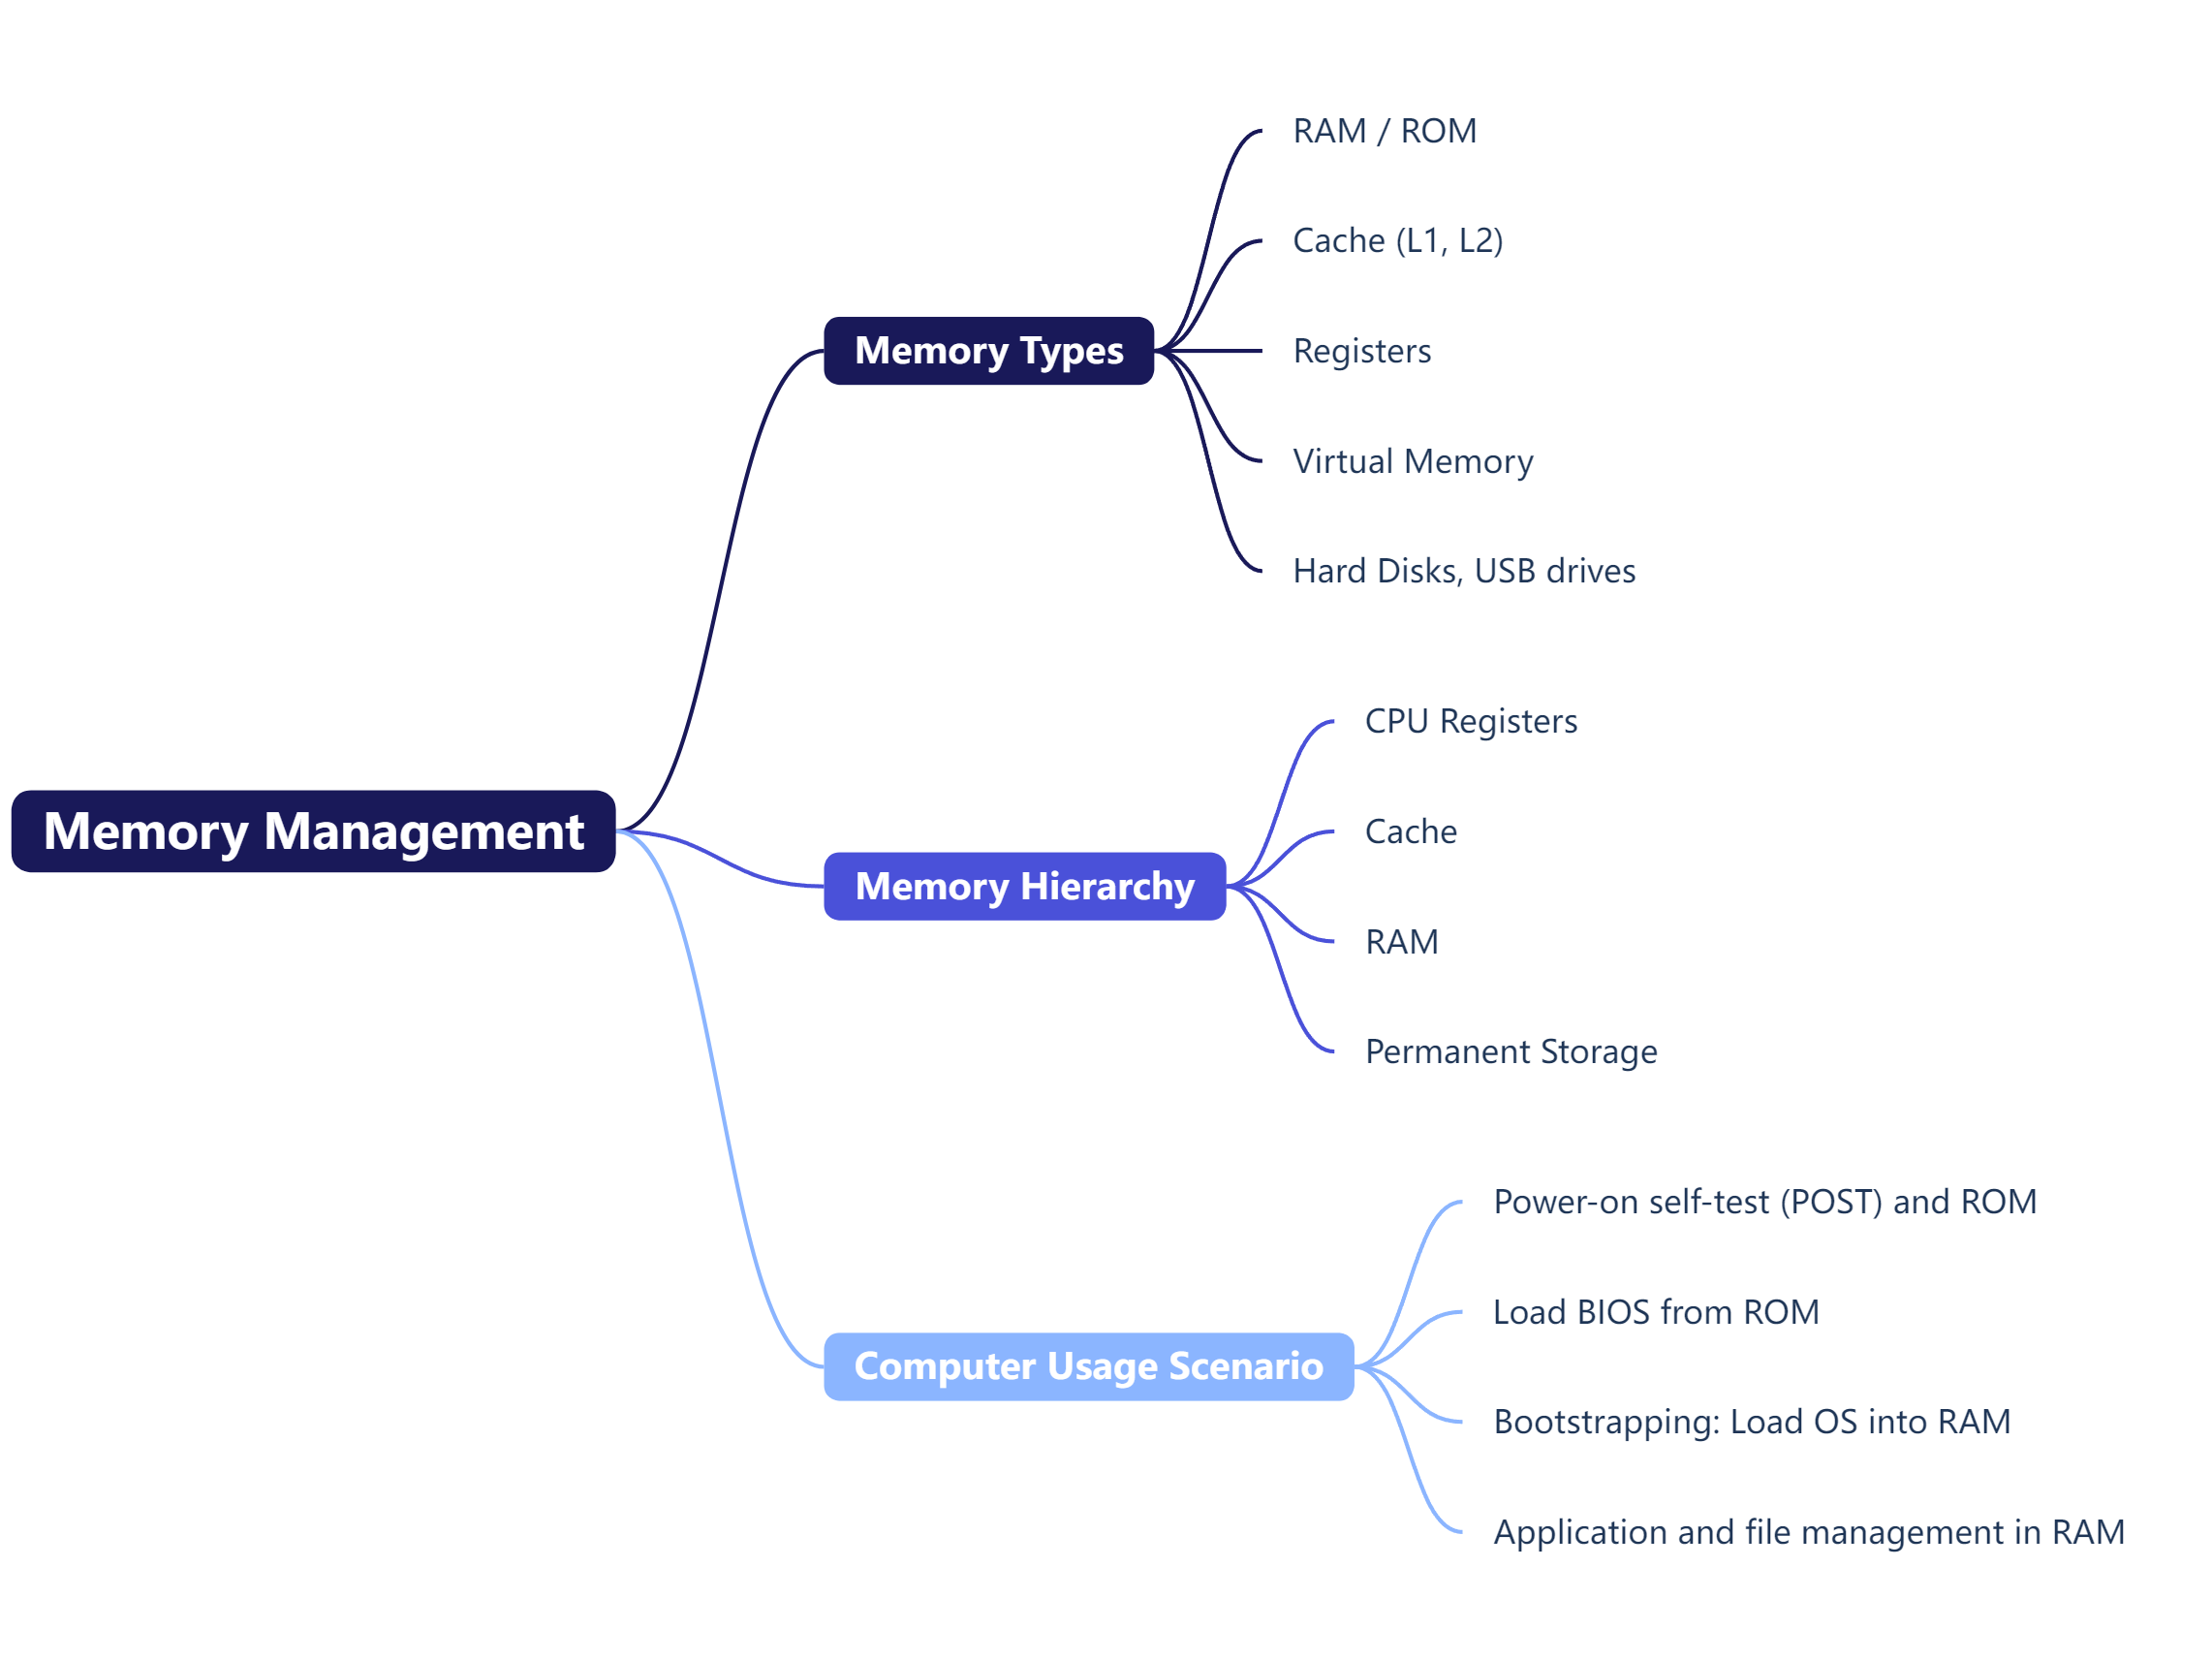 Memory Management
Memory Types
RAM / ROM
Cache (L1, L2)
Registers
Virtual Memory
Hard Disks, USB drives
Memory Hierarchy
CPU Registers
Cache
RAM
Permanent Storage
Computer Usage Scenario
Power-on self-test (POST) and ROM
Load BIOS from ROM
Bootstrapping: Load OS into RAM
Application and file management in RAM